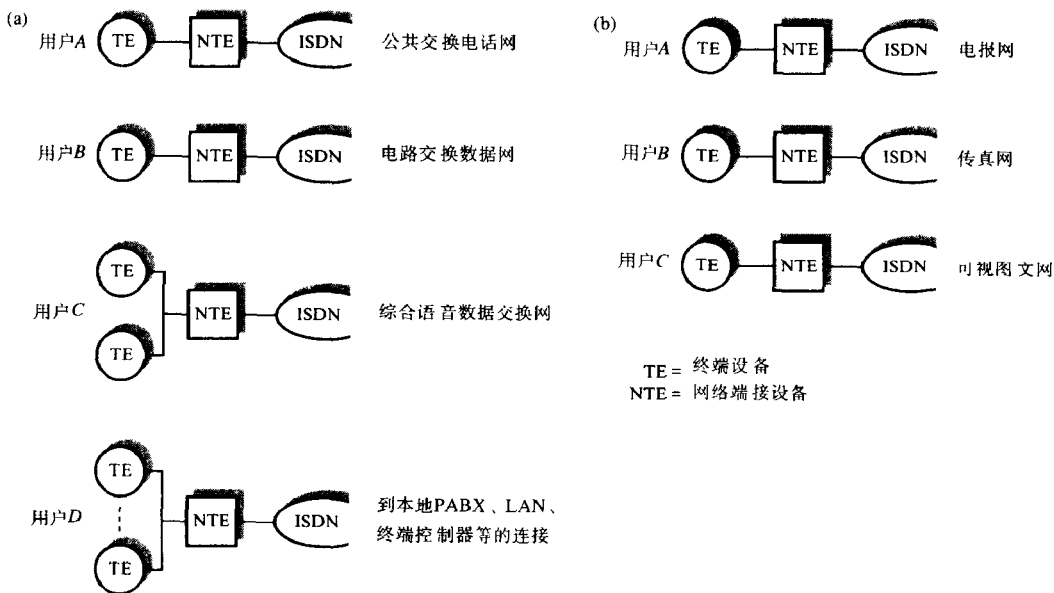 (a)
用户A TE NTE ISDN 公共交换电话网
用户B TE NTE ISDN 电路交换数据网
TE
用户C NTE ISDN 综合语音数据交换网
TE
TE
用户D NTE ISDN 到本地PABX、LAN、
终端控制器等的连接
TE
(b)
用户A TE NTE ISDN 电报网
用户B TE NTE ISDN 传真网
用户C TE NTE ISDN 可视图文网
TE = 终端设备
NTE = 网络端接设备